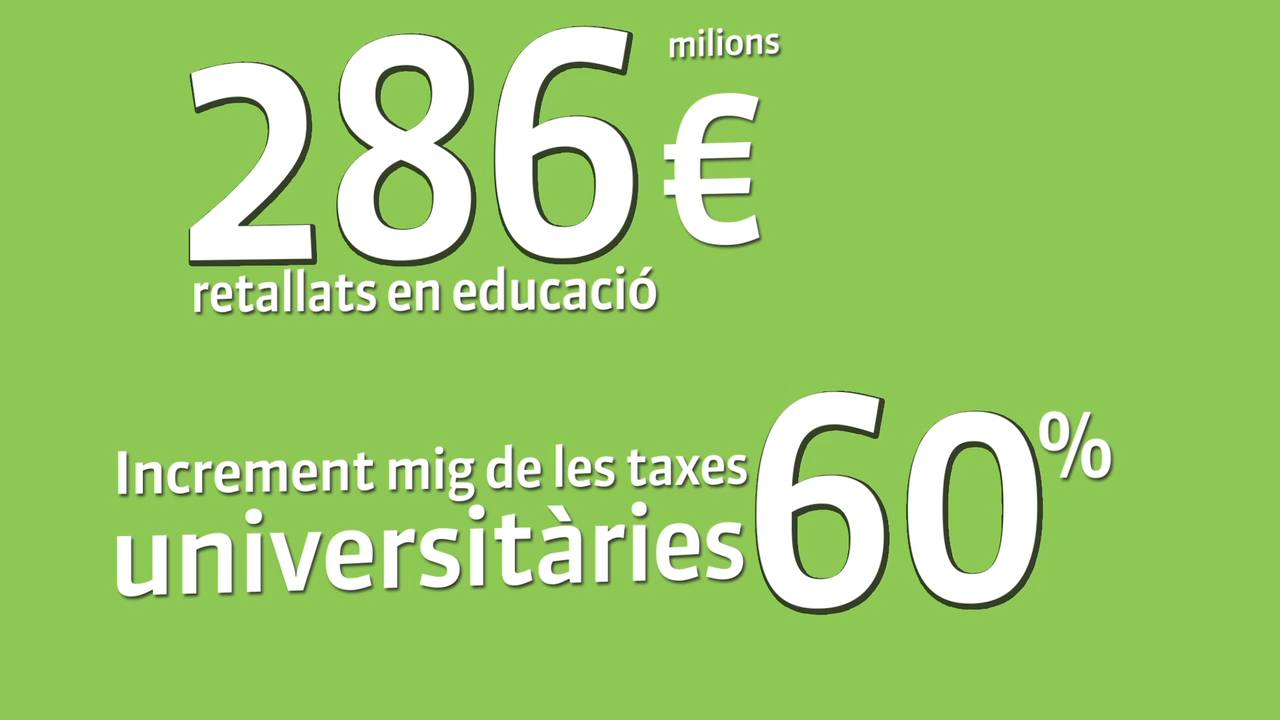 286 milions €
retallats en educació
Increment mig de les taxes
universitàries 60%